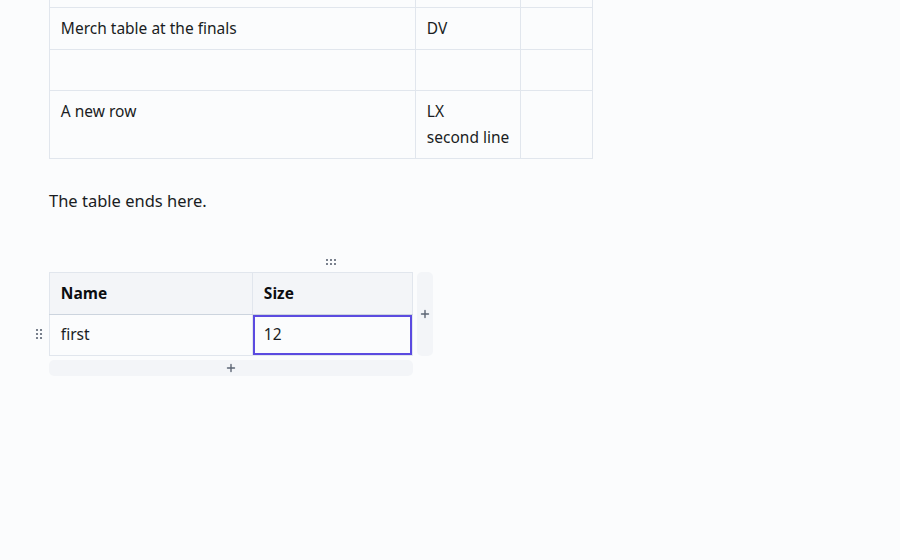 Merch table at the finals DV
A new row LX
second line
The table ends here.
Name Size
first 12